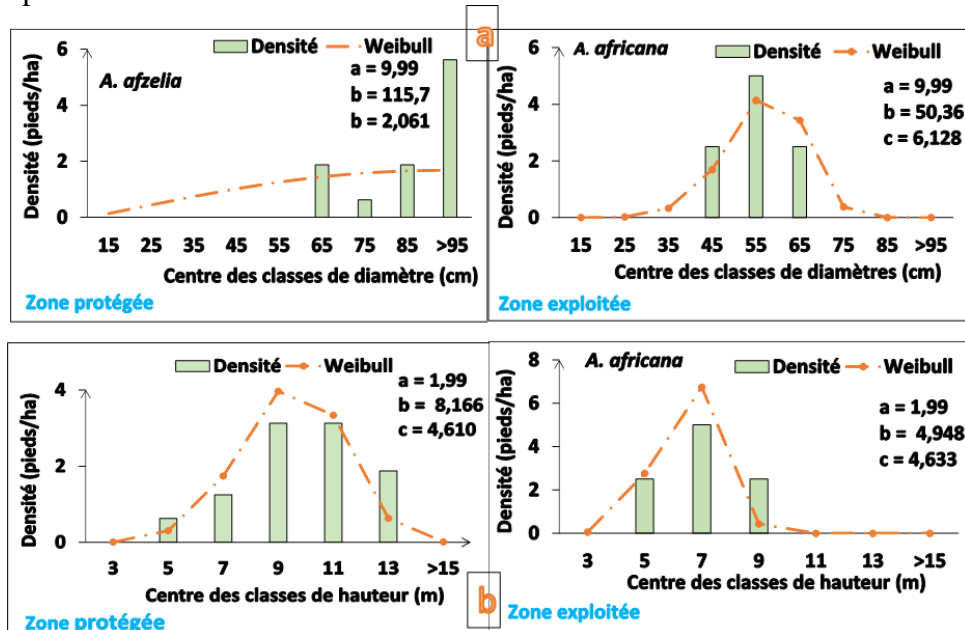 a
Densité Weibull
A. afzelia
a = 9,99
b = 115,7
b = 2,061
Densité (pieds/ha)
6
4
2
0
15 25 35 45 55 65 75 85 >95
Centre des classes de diamètre (cm)
Zone protégée
Densité Weibull
A. africana
a = 9,99
b = 50,36
c = 6,128
Densité (pieds/ha)
6
4
2
0
15 25 35 45 55 65 75 85 >95
Centre des classes de diamètres (cm)
Zone exploitée
Densité Weibull
a = 1,99
b = 8,166
c = 4,610
Densité (pieds/ha)
4
2
0
3 5 7 9 11 13 >15
Centre des classes de hauteur (m)
Zone protégée
b
A. africana
Densité Weibull
a = 1,99
b = 4,948
c = 4,633
Densité (pieds/ha)
8
6
4
2
0
3 5 7 9 11 13 >15
Centre des classes de hauteur (m)
Zone exploitée